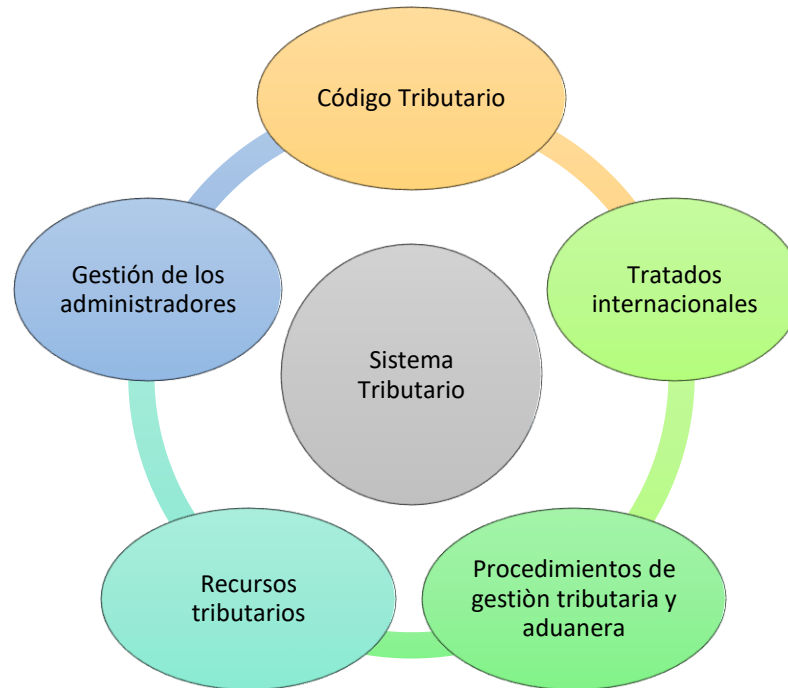 Código Tributario
Tratados
internacionales
Procedimientos de
gestiòn tributaria y
aduanera
Recursos
tributarios
Gestión de los
administradores
Sistema
Tributario